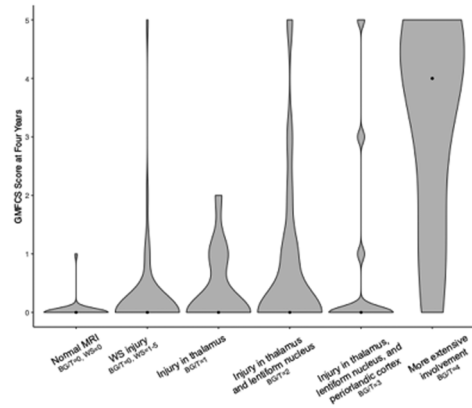 GMFCS Score at Four Years
5
4
3
2
1
0
Normal MRI
BG/T=0, WS=0
WS injury
BG/T=0, WS=1-5
Injury in thalamus
BG/T=1
Injury in thalamus
and lentiform nucleus
BG/T=2
Injury in thalamus,
lentiform nucleus, and
periorlandic cortex
BG/T=3
More extensive
involvement
BG/T=4